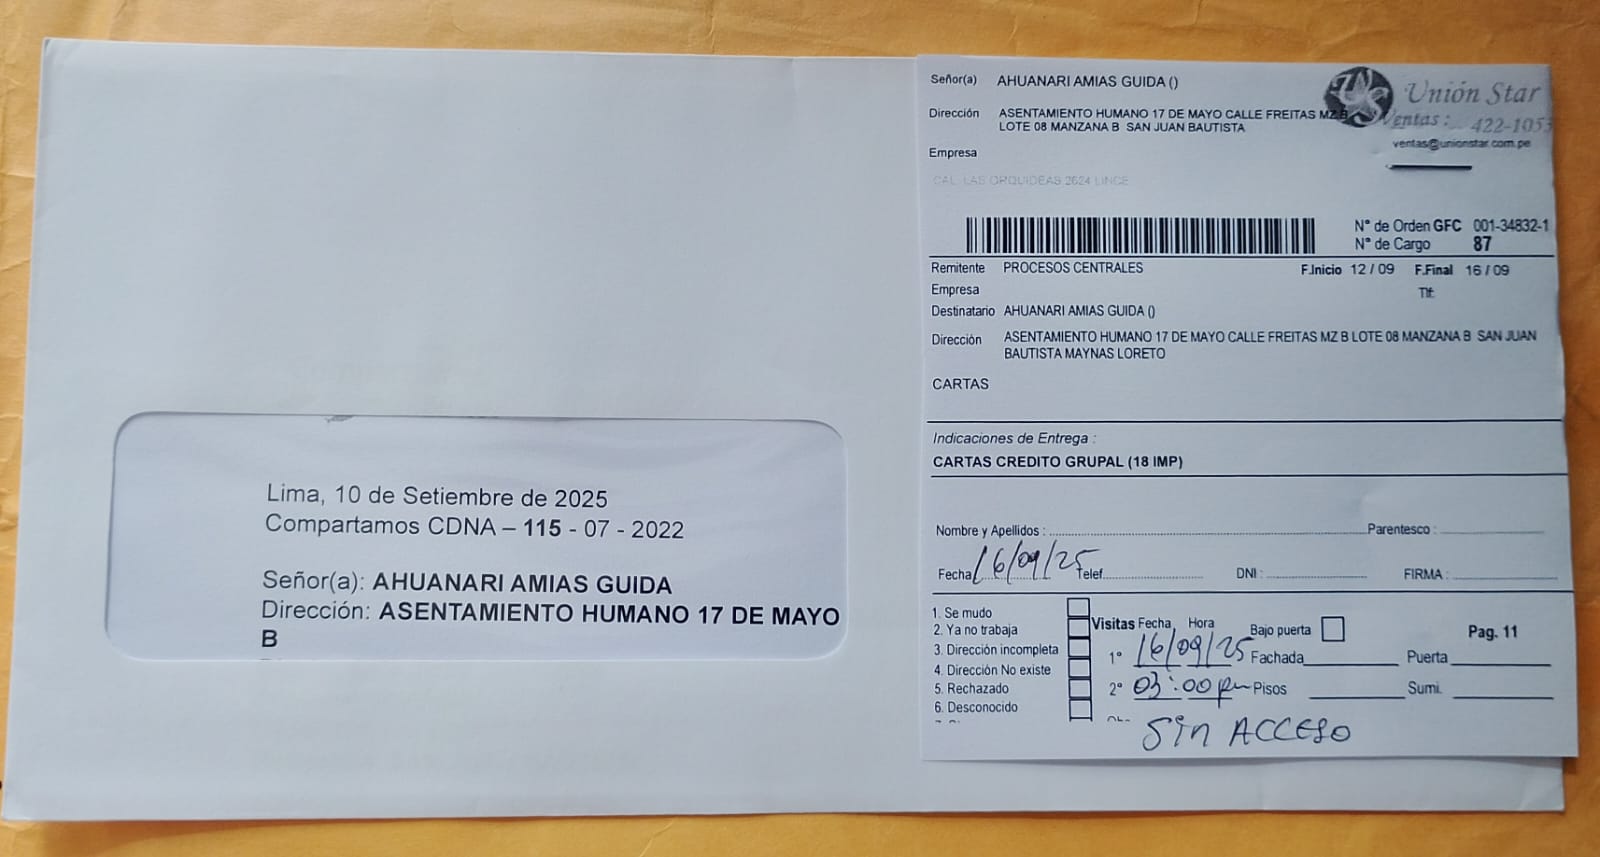 Lima, 10 de Setiembre de 2025
Compartamos CDNA – 115 - 07 - 2022
Señor(a): AHUANARI AMIAS GUIDA
Dirección: ASENTAMIENTO HUMANO 17 DE MAYO
B
Señor(a) AHUANARI AMIAS GUIDA ()
Unión Star
Ventas : 422-1053
ventas@unionstar.com.pe
Dirección ASENTAMIENTO HUMANO 17 DE MAYO CALLE FREITAS MZ B
LOTE 08 MANZANA B SAN JUAN BAUTISTA
Empresa
CAL. LAS ORQUIDEAS 2624 LINCE
N° de Orden GFC 001-34832-1
N° de Cargo 87
Remitente PROCESOS CENTRALES F.Inicio 12 / 09 F.Final 16 / 09
Empresa Tlf:
Destinatario AHUANARI AMIAS GUIDA ()
Dirección ASENTAMIENTO HUMANO 17 DE MAYO CALLE FREITAS MZ B LOTE 08 MANZANA B SAN JUAN
BAUTISTA MAYNAS LORETO
CARTAS
Indicaciones de Entrega :
CARTAS CREDITO GRUPAL (18 IMP)
Nombre y Apellidos : Parentesco :
Fecha 16/09/25 Telef. DNI : FIRMA :
1. Se mudo
2. Ya no trabaja
3. Dirección incompleta
4. Dirección No existe
5. Rechazado
6. Desconocido
Visitas Fecha Hora Bajo puerta Pag. 11
1° 16/09/25 Fachada Puerta
2° 03:00 pm Pisos Sumi.
Sin ACCESO